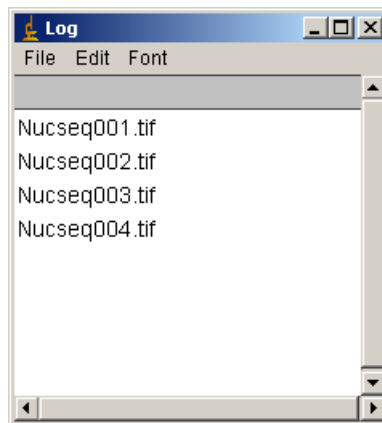 Log
File Edit Font
Nucseq001.tif
Nucseq002.tif
Nucseq003.tif
Nucseq004.tif